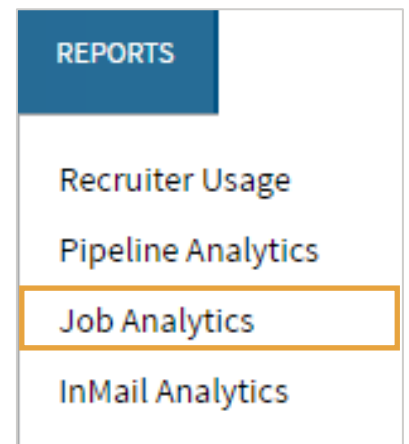 REPORTS
Recruiter Usage
Pipeline Analytics
Job Analytics
InMail Analytics